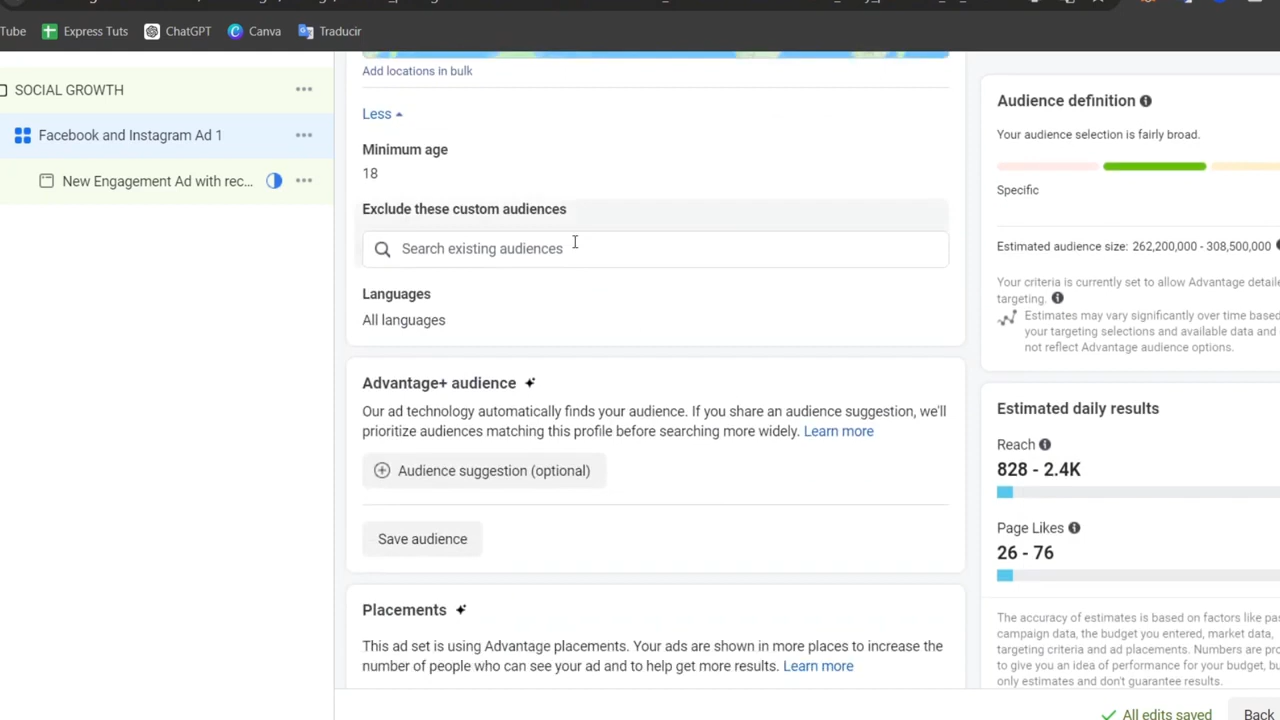 Tube
Express Tuts
ChatGPT
Canva
Traducir
SOCIAL GROWTH
Facebook and Instagram Ad 1
New Engagement Ad with rec...
Add locations in bulk
Less
Minimum age
18
Exclude these custom audiences
Search existing audiences
Languages
All languages
Advantage+ audience
Our ad technology automatically finds your audience. If you share an audience suggestion, we'll
prioritize audiences matching this profile before searching more widely. Learn more
Audience suggestion (optional)
Save audience
Placements
This ad set is using Advantage placements. Your ads are shown in more places to increase the
number of people who can see your ad and to help get more results. Learn more
Audience definition
Your audience selection is fairly broad.
Specific
Estimated audience size: 262,200,000 - 308,500,000
Your criteria is currently set to allow Advantage detaile
targeting.
Estimates may vary significantly over time based
your targeting selections and available data and
not reflect Advantage audience options.
Estimated daily results
Reach
828 - 2.4K
Page Likes
26 - 76
The accuracy of estimates is based on factors like pas
campaign data, the budget you entered, market data,
targeting criteria and ad placements. Numbers are pro
to give you an idea of performance for your budget, bu
only estimates and don't guarantee results.
All edits saved
Back